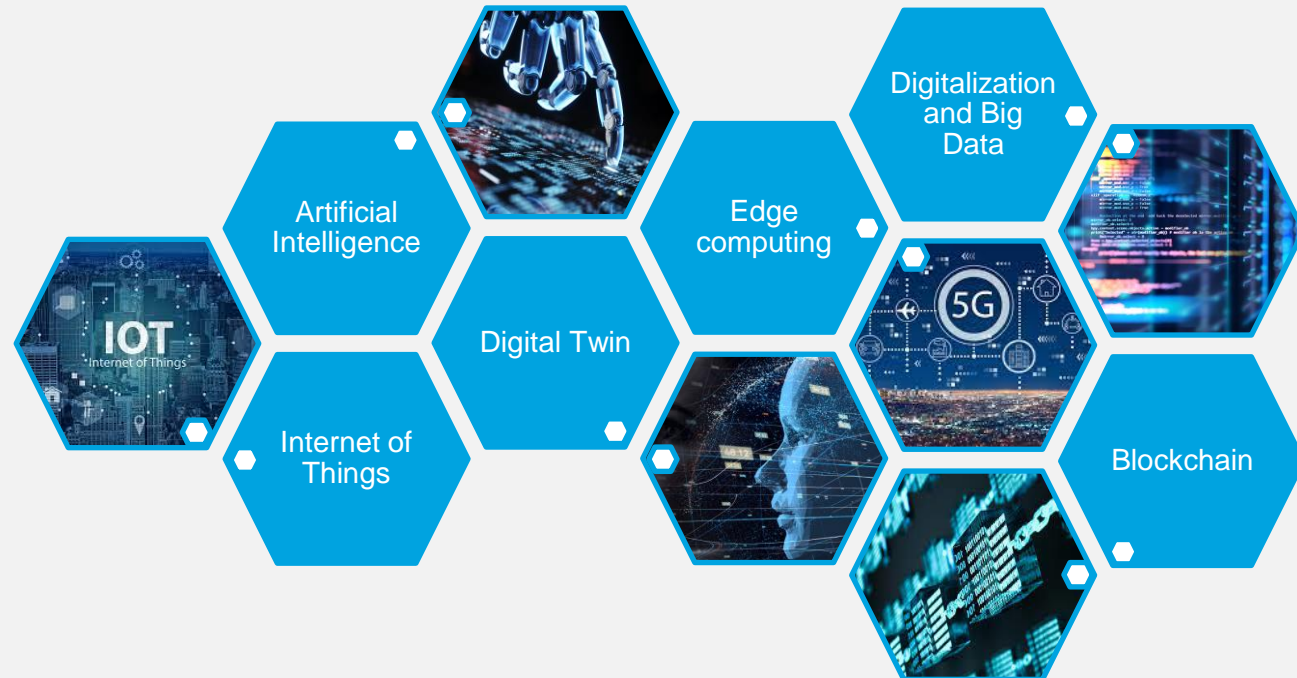 Digitalization
and Big
Data
Artificial
Intelligence
Edge
computing
5G
IOT
Internet of Things
Digital Twin
Internet of
Things
Blockchain